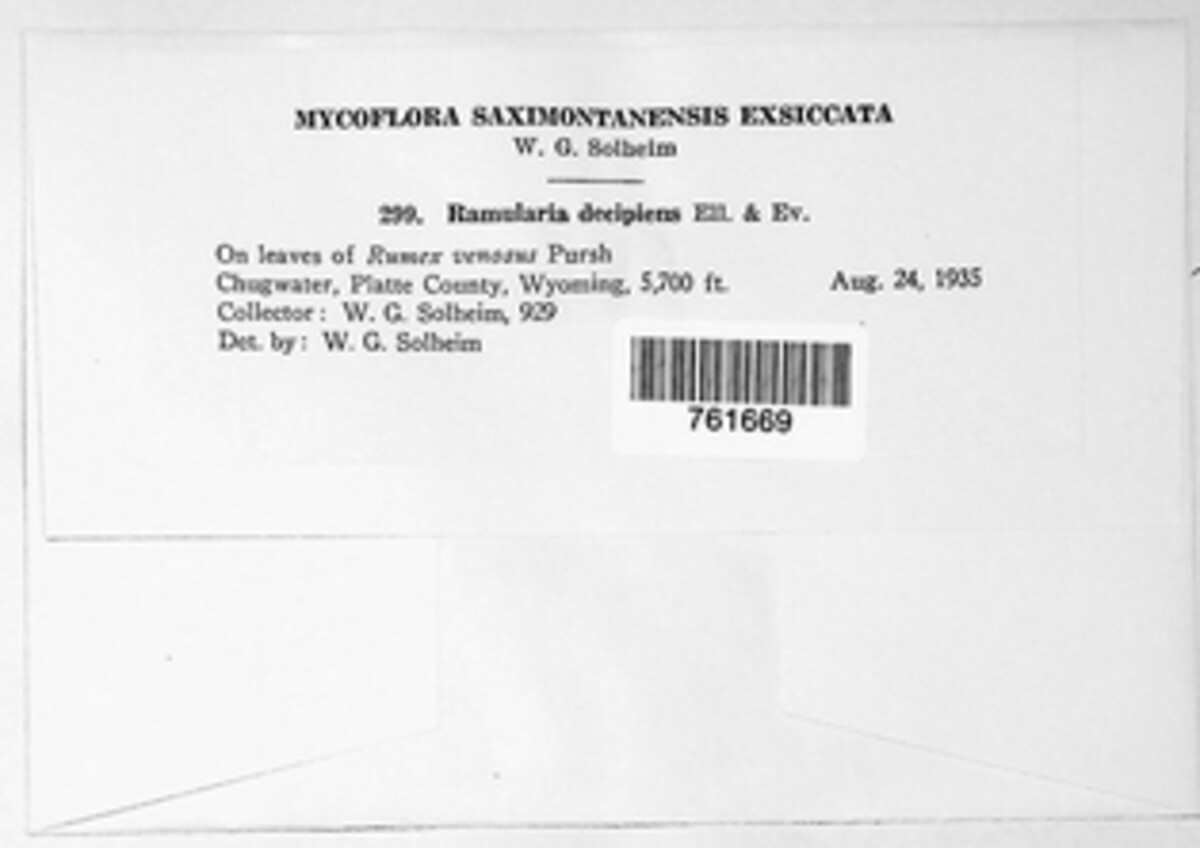 MYCOFLORA SAXIMONTANENSIS EXSICCATA
W. G. Solheim
299. Ramularia decipiens Ell. & Ev.
On leaves of Rumex venosus Pursh
Chugwater, Platte County, Wyoming, 5,700 ft. Aug. 24, 1935
Collector: W. G. Solheim, 929
Det. by: W. G. Solheim
761669